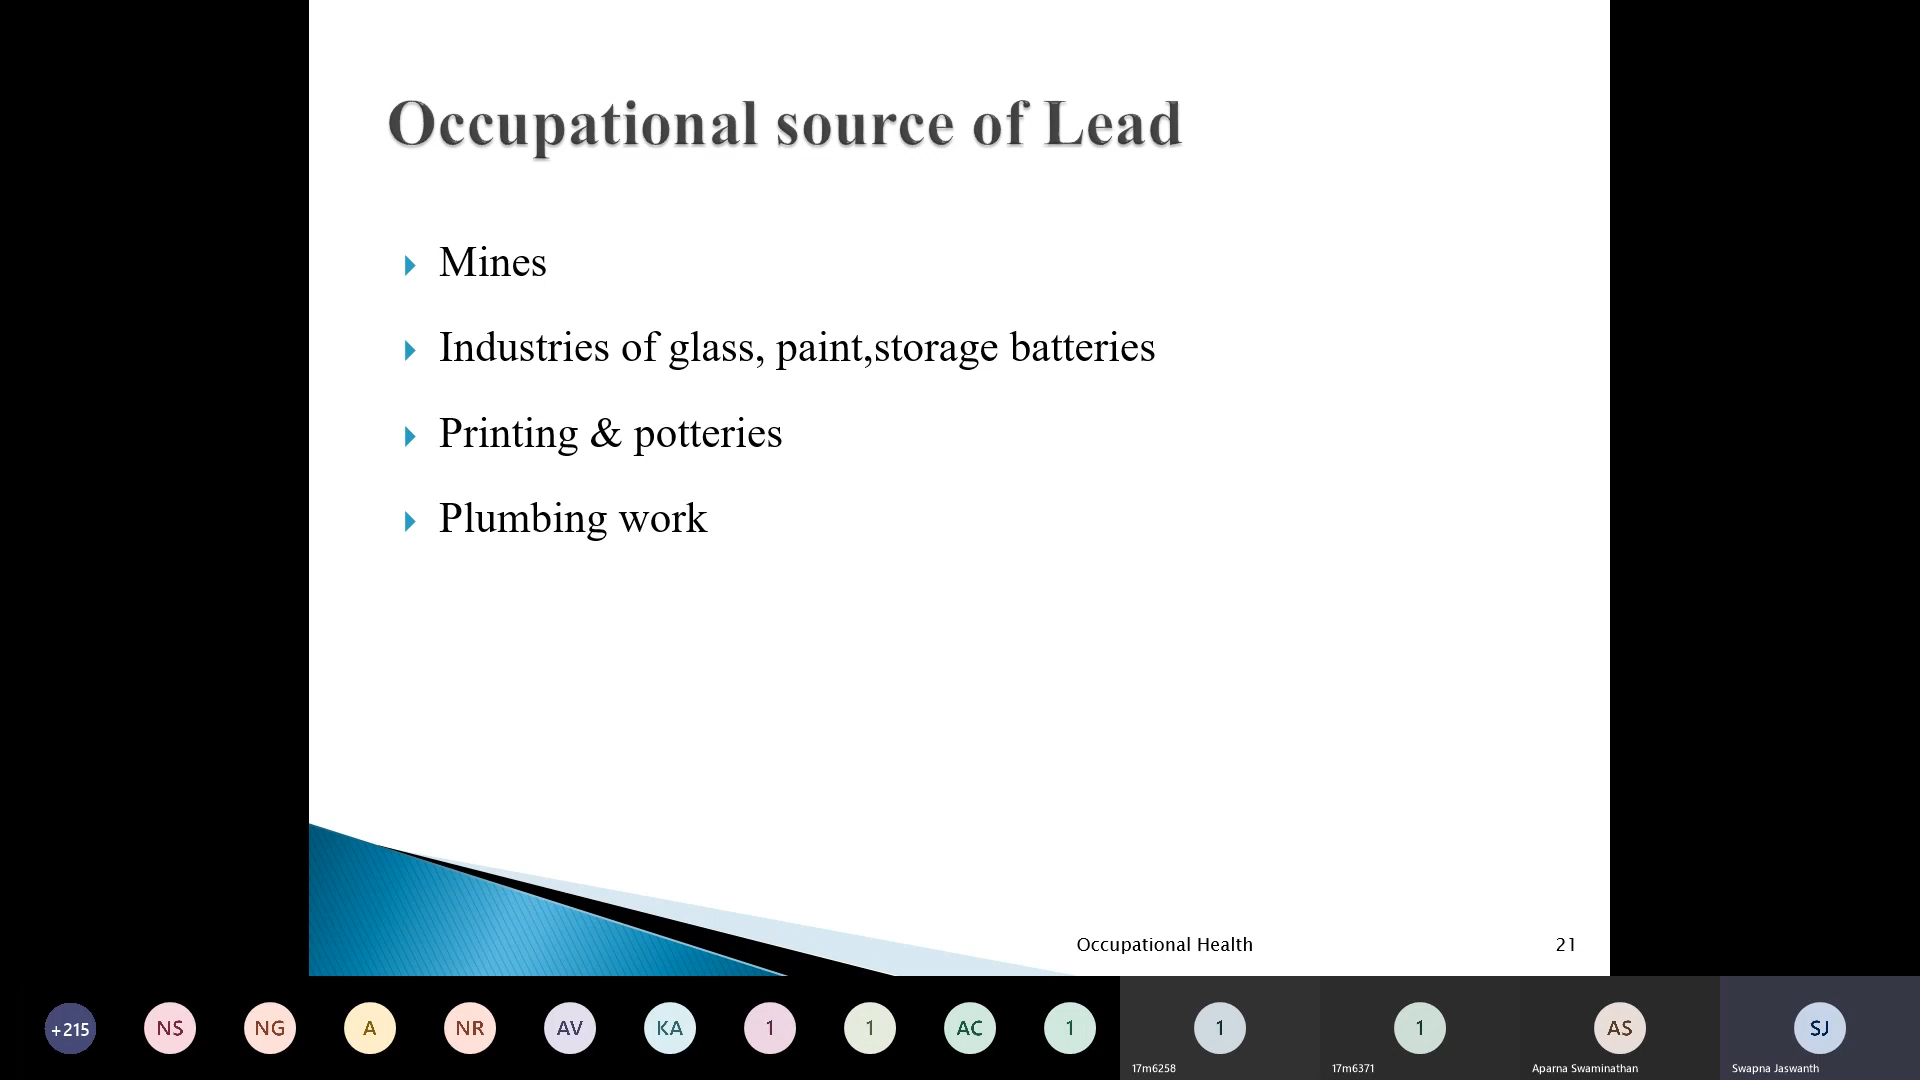 Occupational source of Lead
Mines
Industries of glass, paint,storage batteries
Printing & potteries
Plumbing work
Occupational Health 21
+215 NS NG A NR AV KA 1 1 AC 1 1 1 AS SJ
17m6258 17m6371 Aparna Swaminathan Swapna Jaswanth